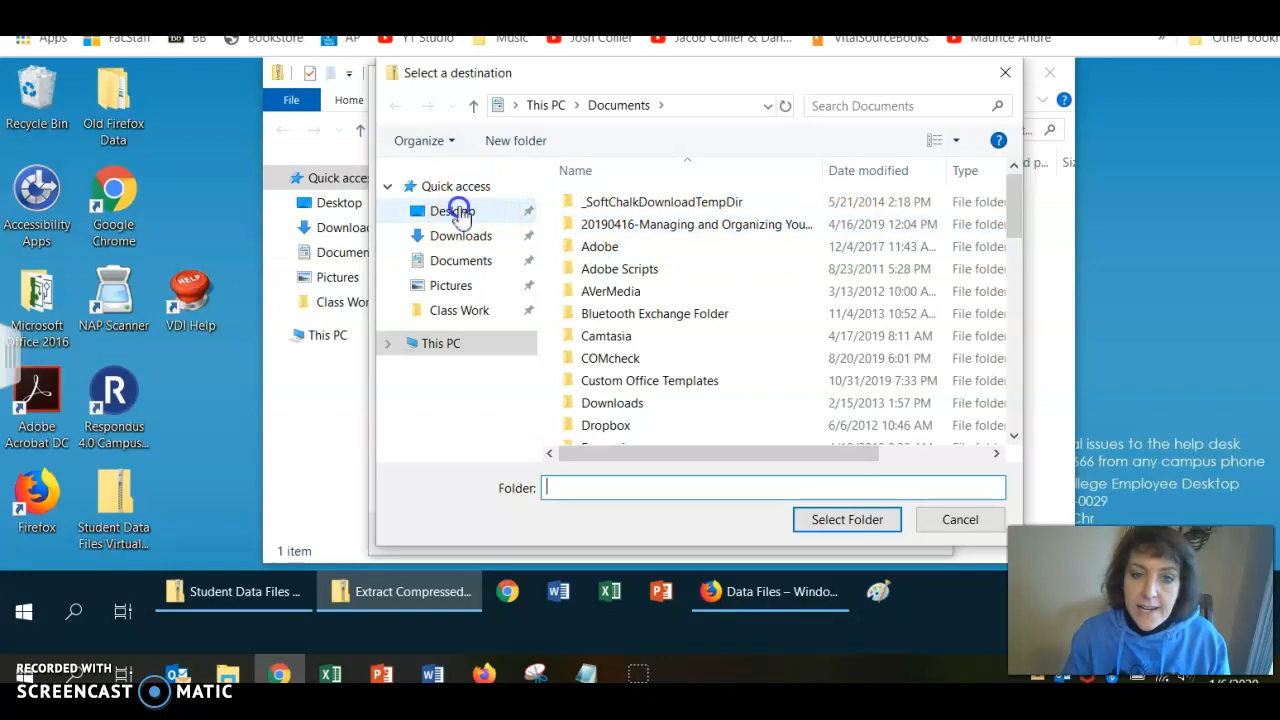 Apps
FacStaff
BB
Bookstore
AP
YT Studio
Music
Josh Collier
Jacob Collier & Dan...
VitalSourceBooks
Maurice Andre
»
Other bookr
Select a destination
This PC > Documents >
Search Documents
File
Home
Organize
New folder
Recycle Bin
Old Firefox
Data
Accessibility
Apps
Google
Chrome
Microsoft
Office 2016
NAP Scanner
VDI Help
Adobe
Acrobat DC
Respondus
4.0 Campus...
Firefox
Student Data
Files Virtual...
Quick acce
Desktop
Downloa
Documen
Pictures
Class Wor
This PC
1 item
Quick access
Desktop
Downloads
Documents
Pictures
Class Work
This PC
Name Date modified Type
_SoftChalkDownloadTempDir 5/21/2014 2:18 PM File folder
20190416-Managing and Organizing You... 4/16/2019 12:04 PM File folder
Adobe 12/4/2017 11:43 A... File folder
Adobe Scripts 8/23/2011 5:28 PM File folder
AVerMedia 3/13/2012 10:00 A... File folder
Bluetooth Exchange Folder 11/4/2013 10:52 A... File folder
Camtasia 4/17/2019 8:11 AM File folder
COMcheck 8/20/2019 6:01 PM File folder
Custom Office Templates 10/31/2019 7:33 PM File folder
Downloads 2/15/2013 1:57 PM File folder
Dropbox 6/6/2012 10:46 AM File folder
Folder:
Select Folder
Cancel
d p...
Siz
al issues to the help desk
666 from any campus phone
llege Employee Desktop
-0029
Chr
Student Data Files ...
Extract Compressed...
Data Files – Windo...
RECORDED WITH
SCREENCAST MATIC